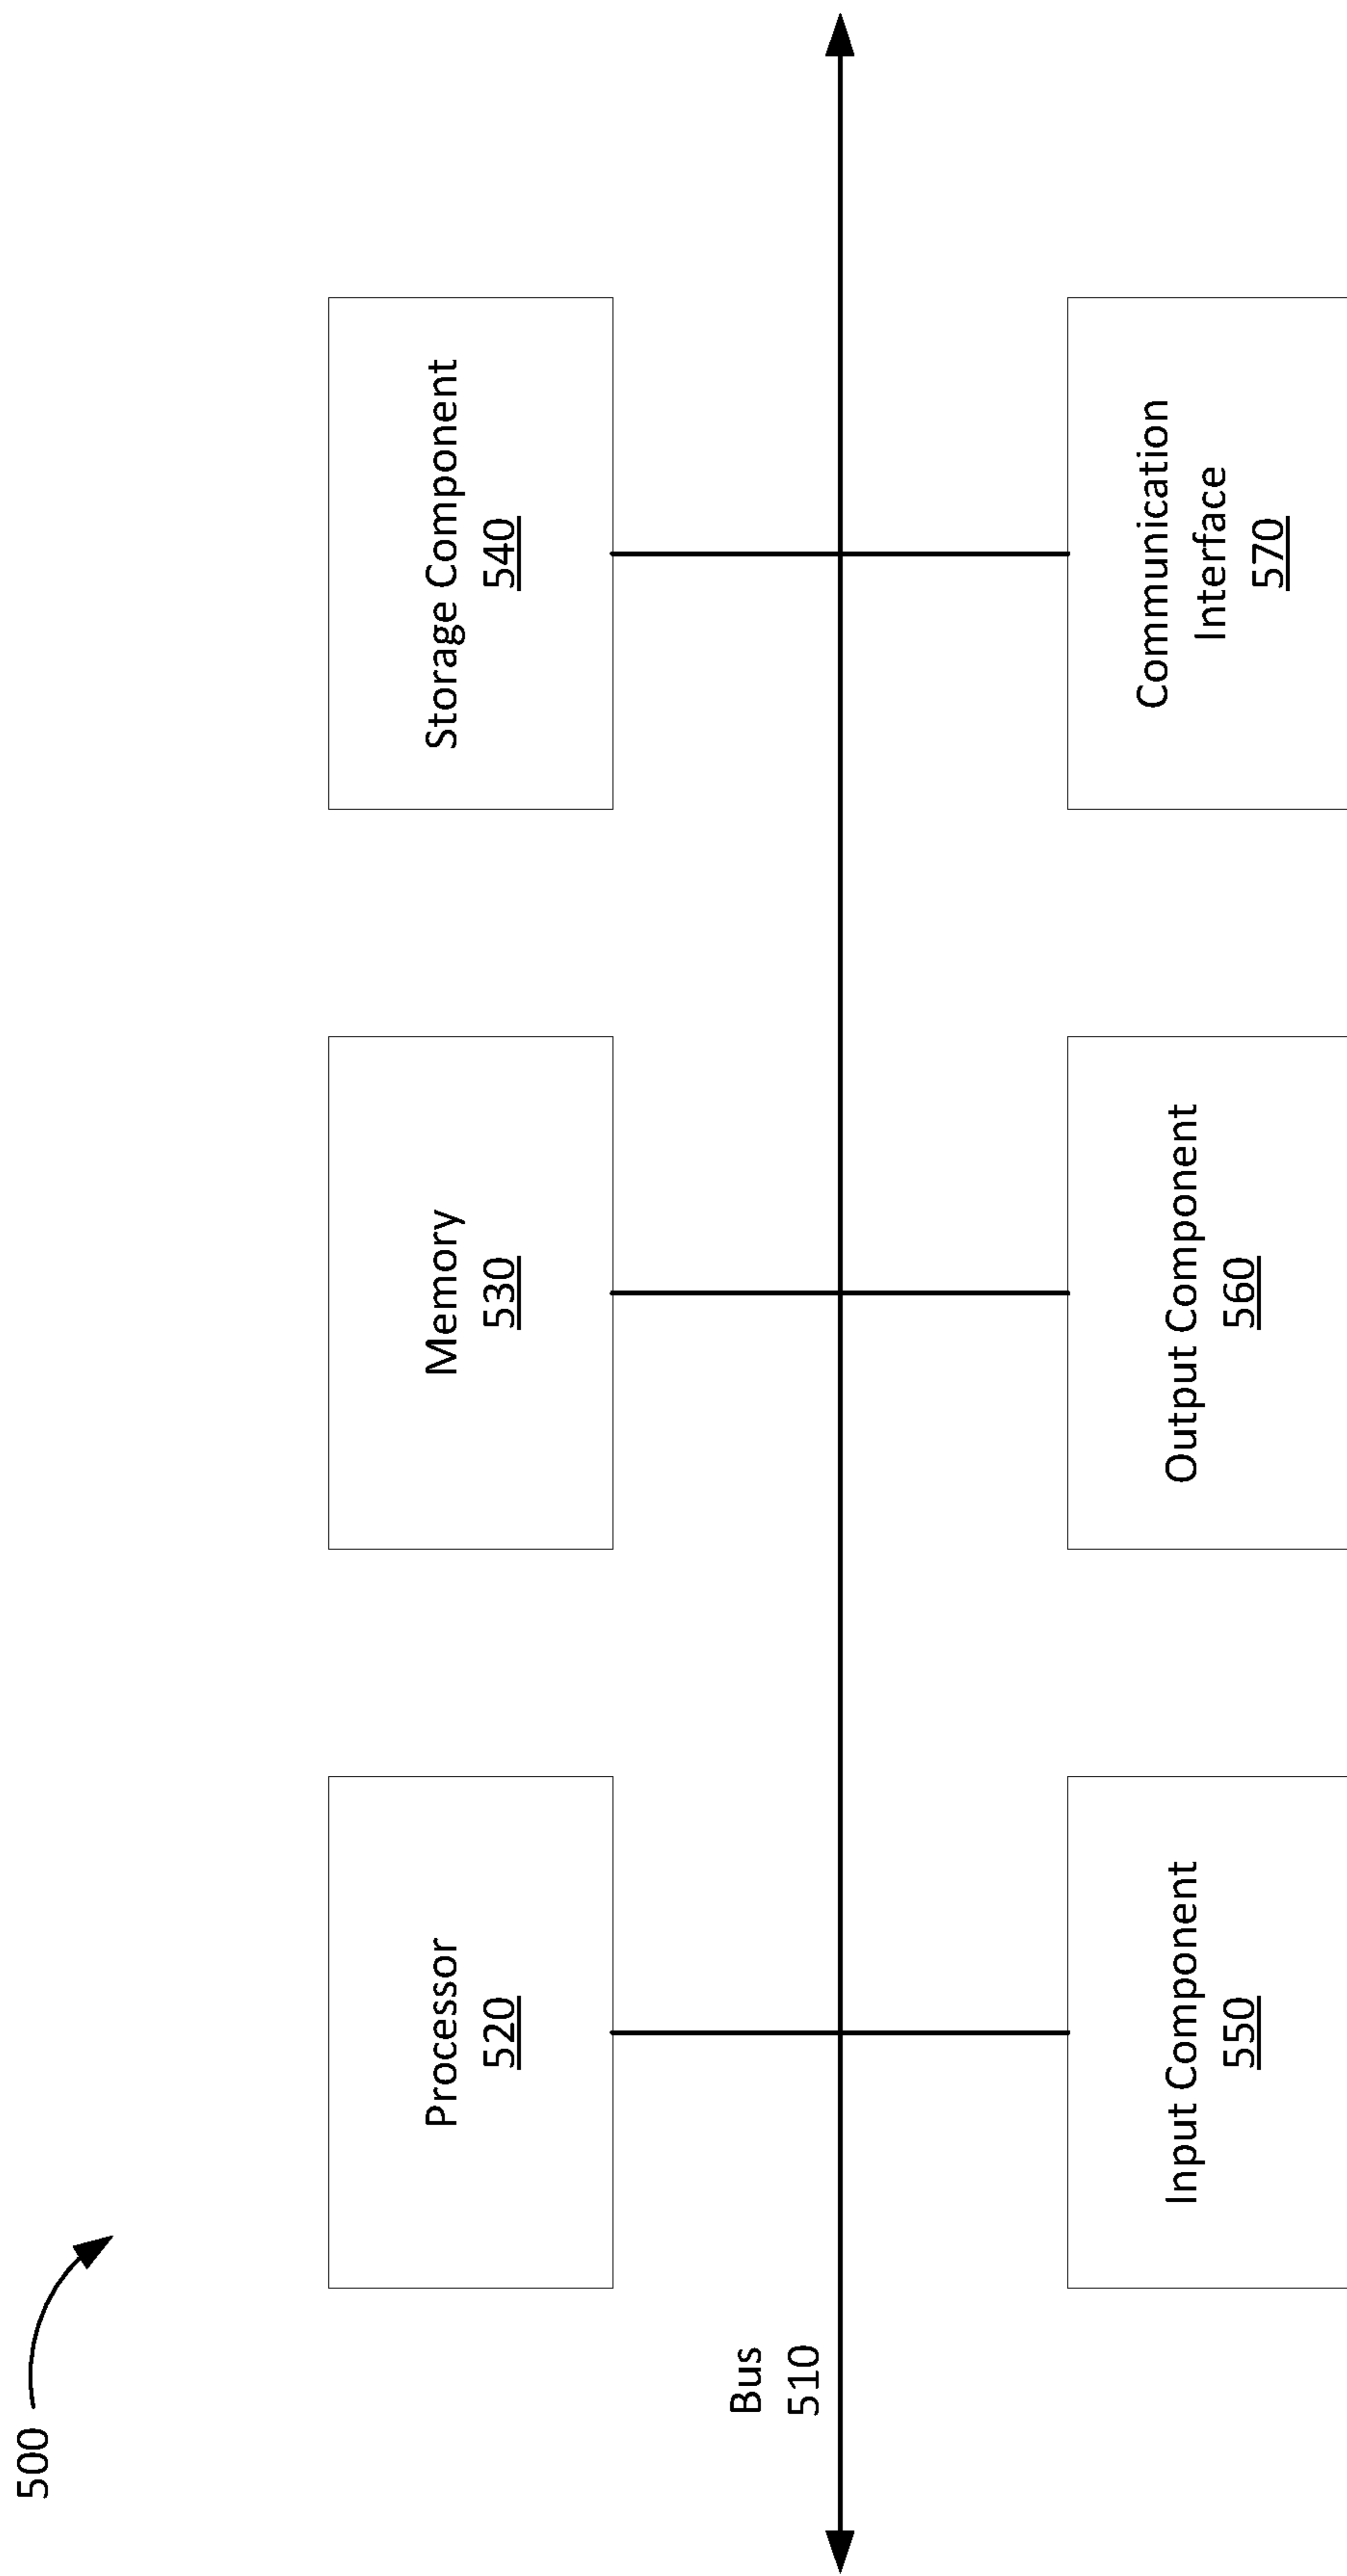 500
Processor
520
Memory
530
Storage Component
540
Bus
510
Input Component
550
Output Component
560
Communication
Interface
570